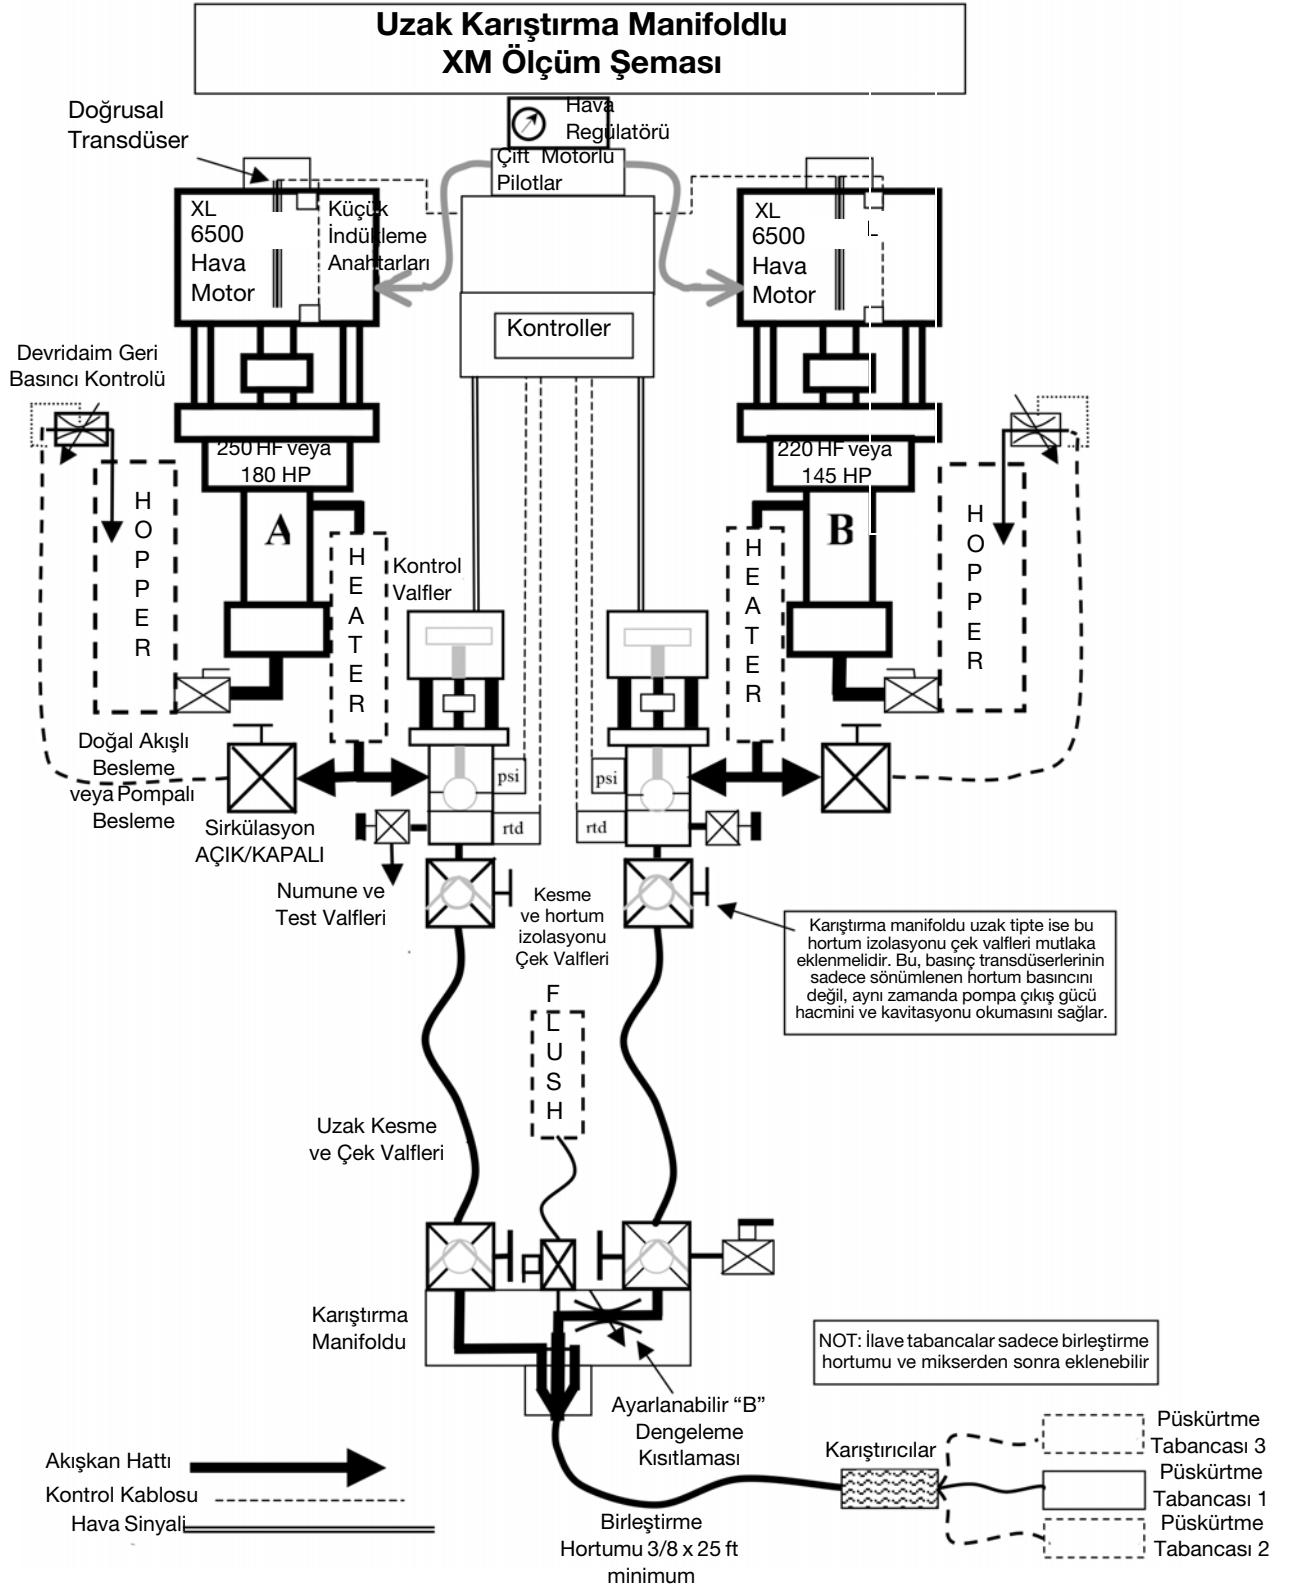 Uzak Karıştırma Manifoldlu
XM Ölçüm Şeması
Doğrusal
Transdüser
Hava
Regülatörü
Çift Motorlu
Pilotlar
XL
6500
Hava
Motor
Küçük
İndükleme
Anahtarları
XL
6500
Hava
Motor
Kontroller
Devridaim Geri
Basıncı Kontrolü
250 HF veya
180 HP
220 HF veya
145 HP
A
B
HOPPER
HEATER
HEATER
HOPPER
Kontrol
Valfler
psi
rtd
psi
rtd
Doğal Akışlı
Besleme
veya Pompalı
Besleme
Sirkülasyon
AÇIK/KAPALI
Numune ve
Test Valfleri
Kesme
ve hortum
izolasyonu
Çek Valfleri
Karıştırma manifoldu uzak tipte ise bu
hortum izolasyonu çek valfleri mutlaka
eklenmelidir. Bu, basınç transdüserlerinin
sadece sönümlenen hortum basıncını
değil, aynı zamanda pompa çıkış gücü
hacmini ve kavitasyonu okumasını sağlar.
FLUSH
Uzak Kesme
ve Çek Valfleri
Karıştırma
Manifoldu
Ayarlanabilir “B”
Dengeleme
Kısıtlaması
NOT: İlave tabancalar sadece birleştirme
hortumu ve mikserden sonra eklenebilir
Karıştırıcılar
Püskürtme
Tabancası 3
Püskürtme
Tabancası 1
Püskürtme
Tabancası 2
Akışkan Hattı
Kontrol Kablosu
Hava Sinyali
Birleştirme
Hortumu 3/8 x 25 ft
minimum